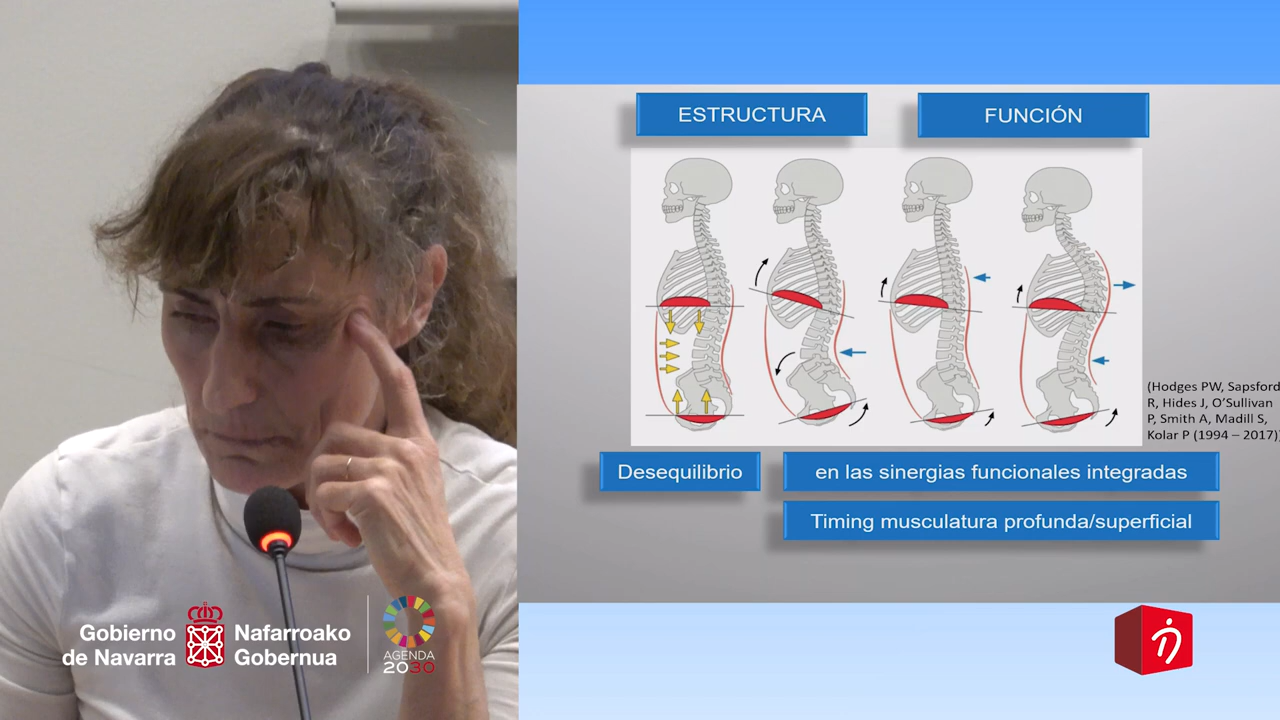 ESTRUCTURA
FUNCIÓN
(Hodges PW, Sapsford
R, Hides J, O'Sullivan
P, Smith A, Madill S,
Kolar P (1994 – 2017))
Desequilibrio
en las sinergias funcionales integradas
Timing musculatura profunda/superficial
Gobierno
de Navarra
Nafarroako
Gobernua
AGENDA
2030